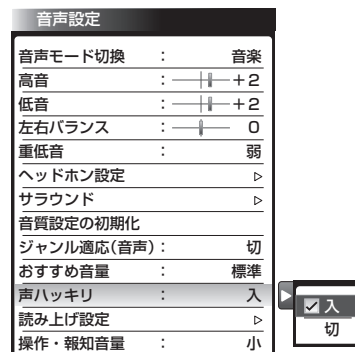 音声設定
音声モード切換 : 音楽
高音 : +2
低音 : +2
左右バランス : 0
重低音 : 弱
ヘッドホン設定
サラウンド
音質設定の初期化
ジャンル適応(音声) : 切
おすすめ音量 : 標準
声ハッキリ : 入
入
切
読み上げ設定
操作・報知音量 : 小